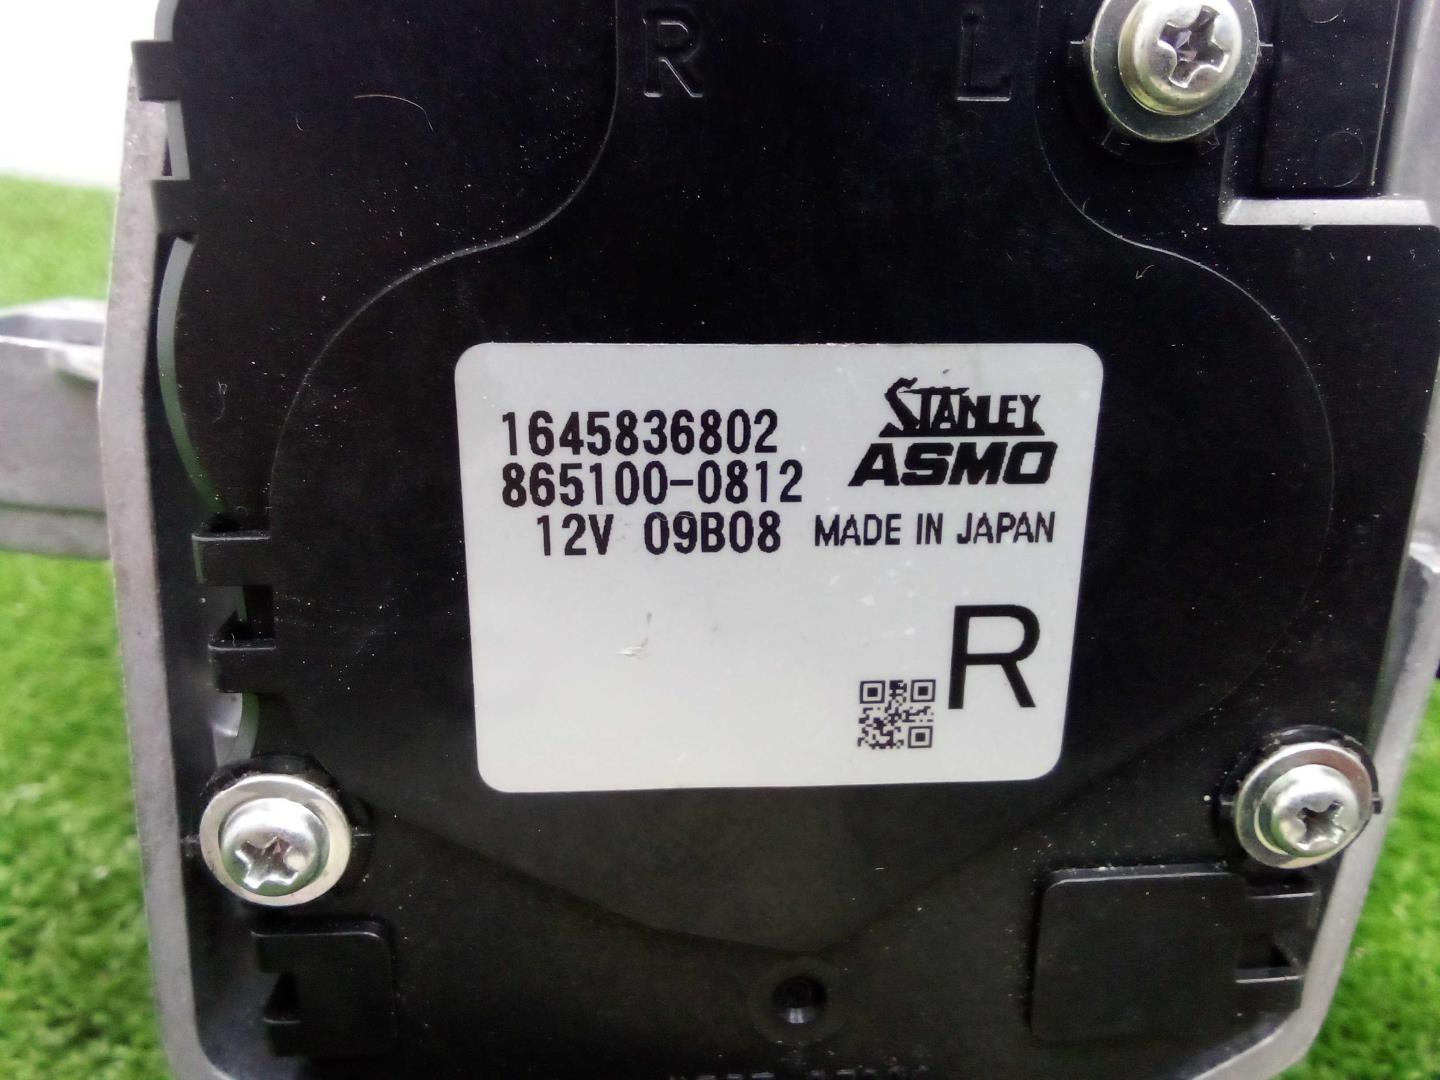 R L
1645836802 STANLEY
865100-0812 ASMO
12V 09B08 MADE IN JAPAN
R